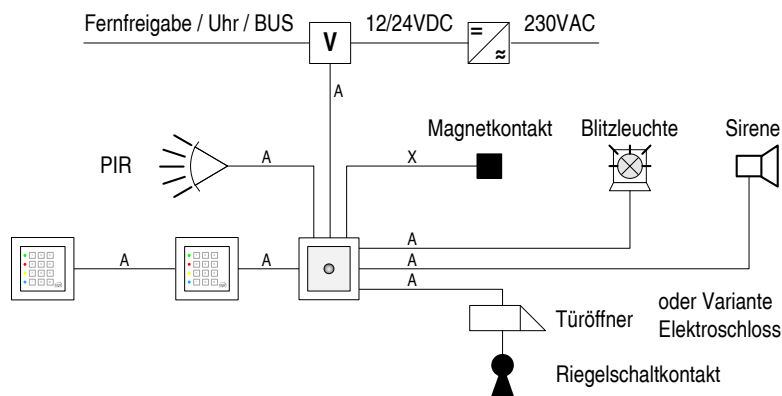 Fernfreigabe / Uhr / BUS
V
12/24VDC
=
≈
230VAC
A
Magnetkontakt
Blitzleuchte
Sirene
PIR
A
X
A
A
A
A
A
Türöffner
oder Variante
Elektroschloss
Riegelschaltkontakt